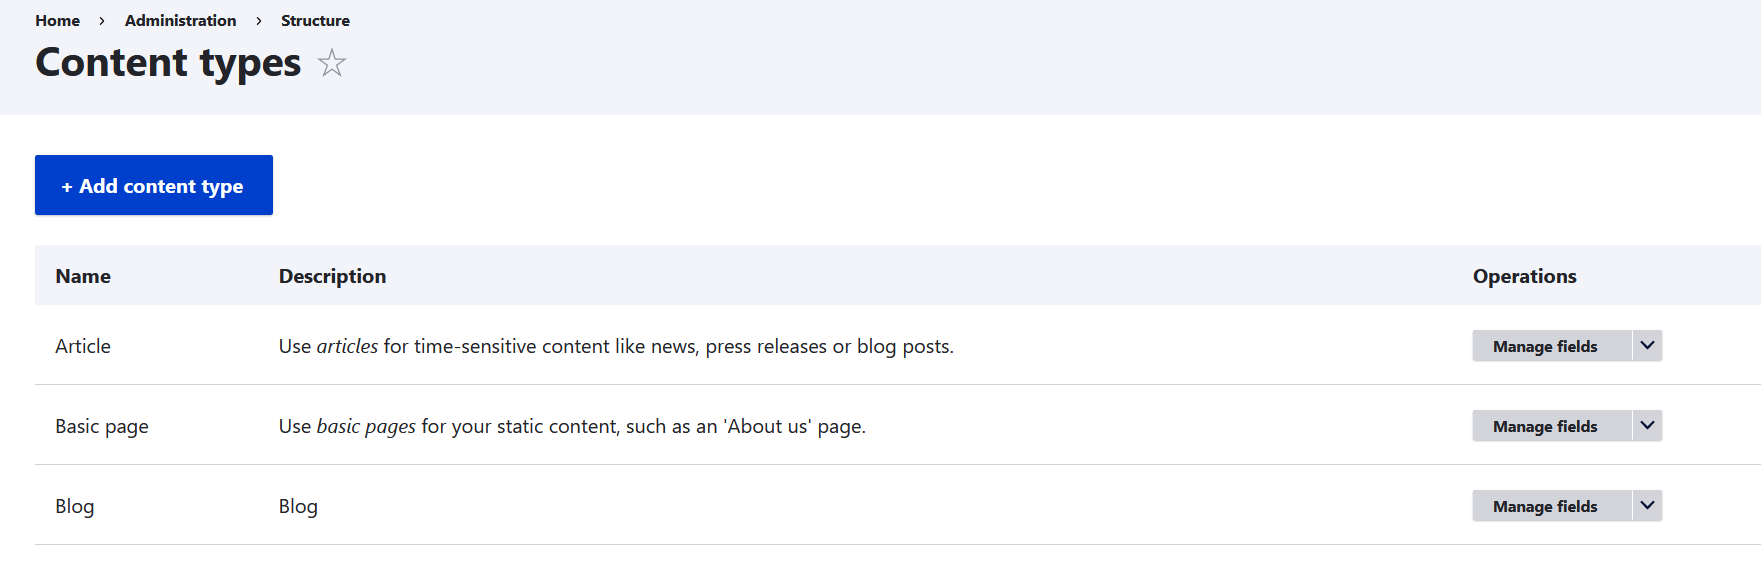 Home > Administration > Structure
Content types
+ Add content type
Name Description Operations
Article Use articles for time-sensitive content like news, press releases or blog posts. Manage fields
Basic page Use basic pages for your static content, such as an 'About us' page. Manage fields
Blog Blog Manage fields